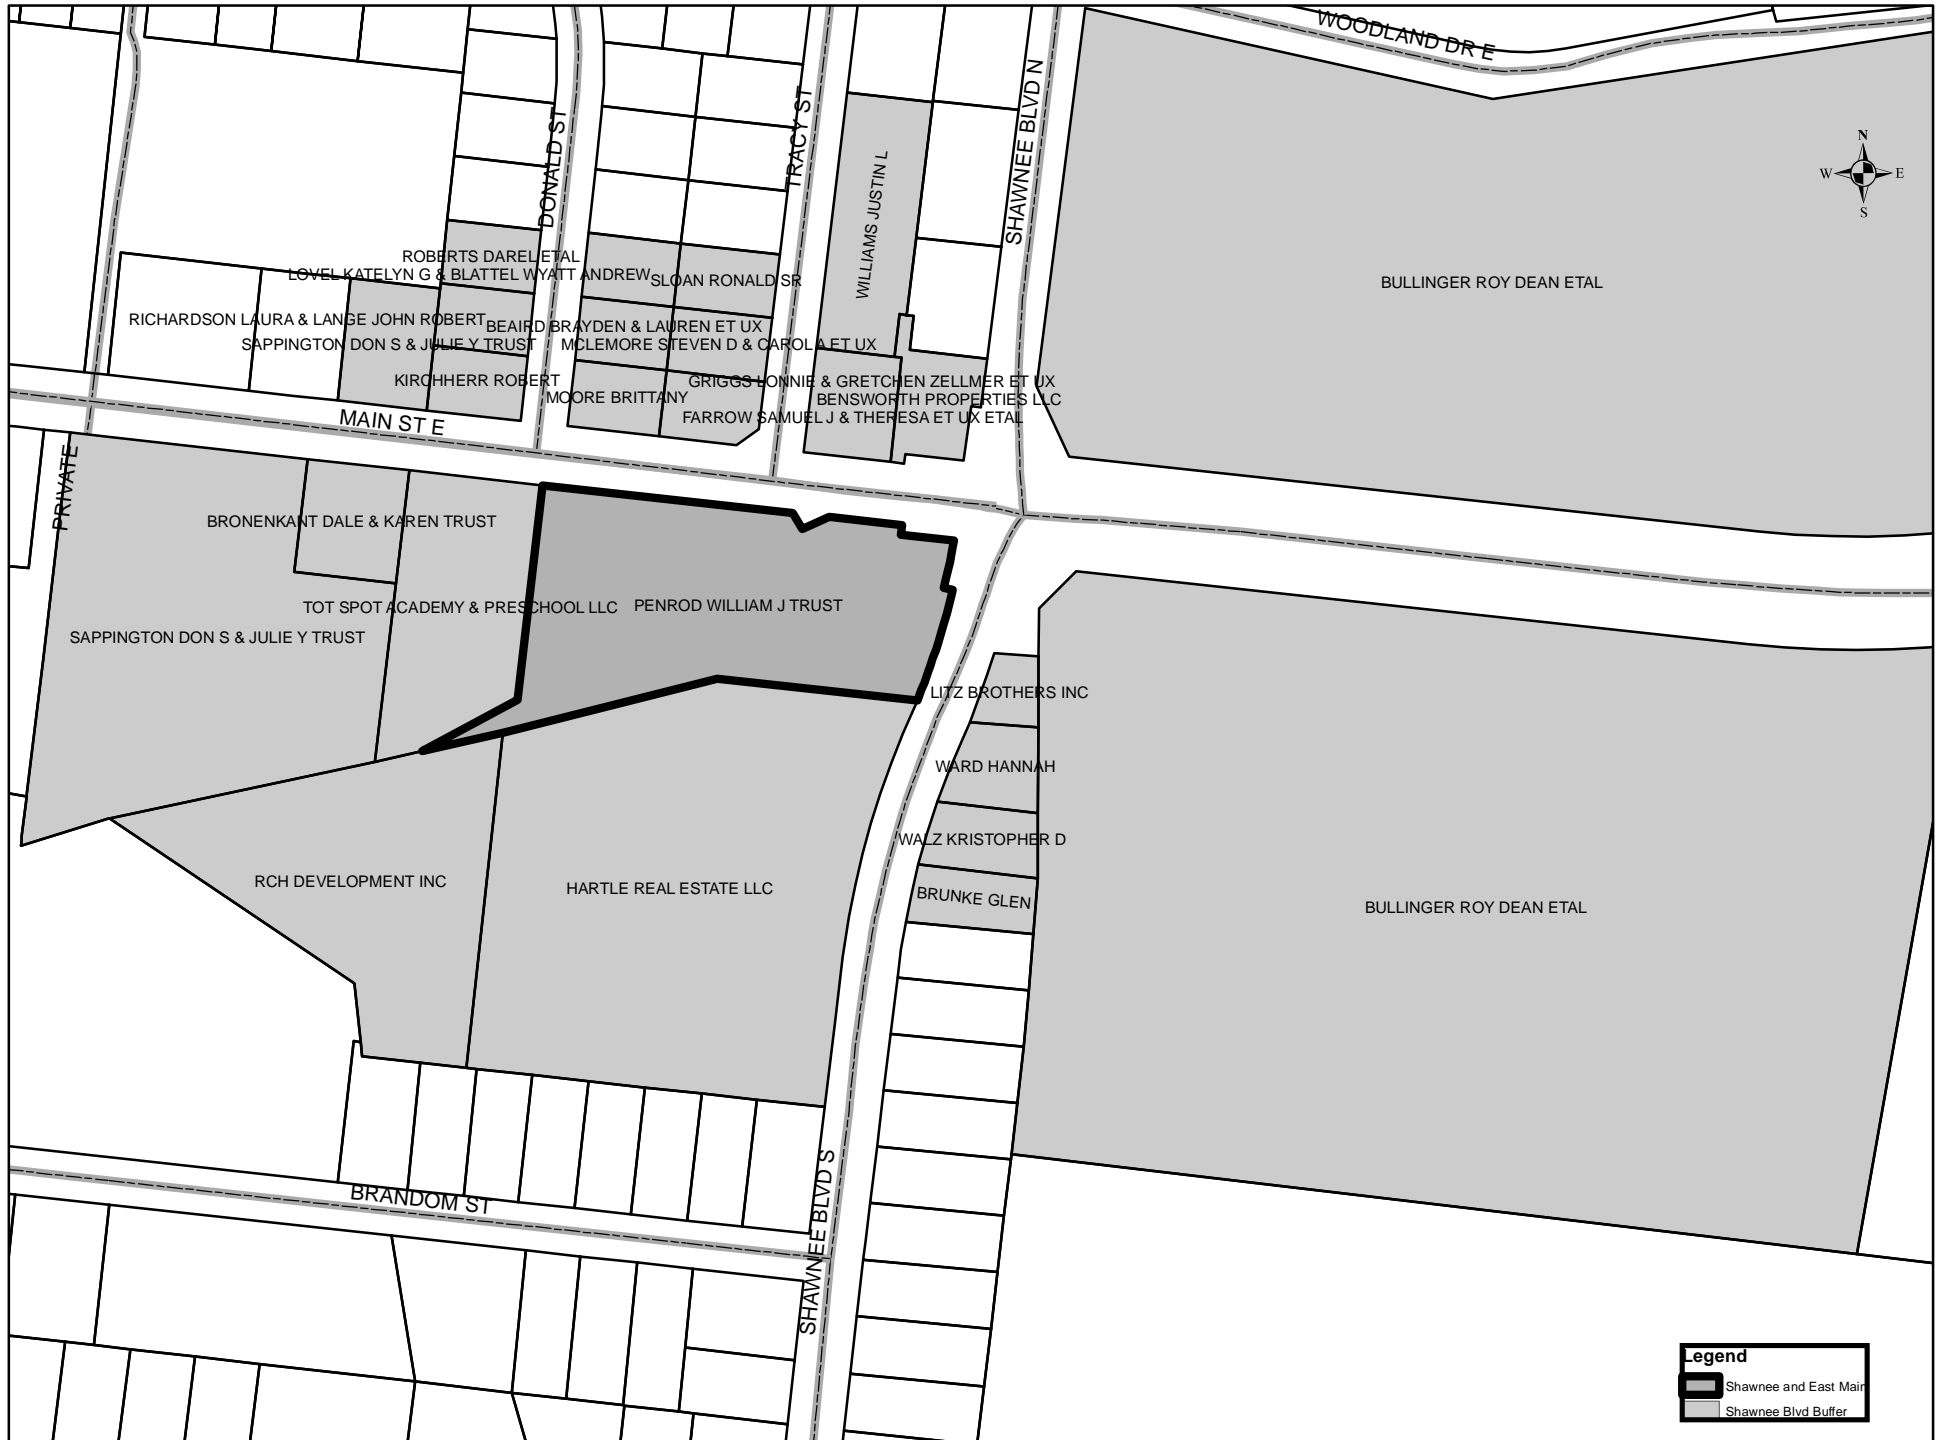 WOODLAND DR E
SHAWNEE BLVD N
TRACY ST
DONALD ST
N
W
E
S
WILLIAMS JUSTIN L
ROBERTS DAREL ETAL
LOVEL KATELYN G & BLATTEL WYATT ANDREW
SLOAN RONALD SR
BULLINGER ROY DEAN ETAL
RICHARDSON LAURA & LANGE JOHN ROBERT
BEAIRD BRAYDEN & LAUREN ET UX
SAPPINGTON DON S & JULIE Y TRUST
MCLEMORE STEVEN D & CAROL A ET UX
KIRCHHERR ROBERT
GRIGGS LONNIE & GRETCHEN ZELLMER ET UX
MOORE BRITTANY
BENSWORTH PROPERTIES LLC
FARROW SAMUEL J & THERESA ET UX ETAL
MAIN ST E
PRIVATE
BRONENKANT DALE & KAREN TRUST
TOT SPOT ACADEMY & PRESCHOOL LLC
PENROD WILLIAM J TRUST
SAPPINGTON DON S & JULIE Y TRUST
LITZ BROTHERS INC
WARD HANNAH
WALZ KRISTOPHER D
RCH DEVELOPMENT INC
HARTLE REAL ESTATE LLC
BRUNKE GLEN
BULLINGER ROY DEAN ETAL
BRANDOM ST
SHAWNEE BLVD S
Legend
Shawnee and East Main
Shawnee Blvd Buffer